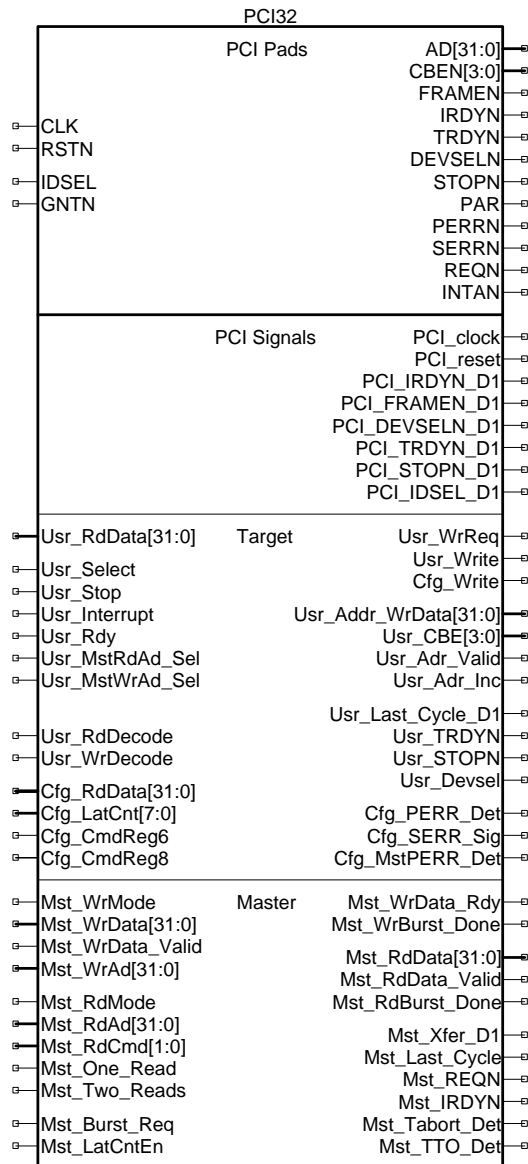 PCI32
PCI Pads AD[31:0]
CBEN[3:0]
FRAMEN
IRDYN
CLK
TRDYN
RSTN
DEVSELN
IDSEL STOPN
GNTN PAR
PERRN
SERRN
REQN
INTAN
PCI Signals PCI_clock
PCI_reset
PCI_IRDYN_D1
PCI_FRAMEN_D1
PCI_DEVSELN_D1
PCI_TRDYN_D1
PCI_STOPN_D1
PCI_IDSEL_D1
Usr_RdData[31:0] Target Usr_WrReq
Usr_Write
Usr_Select
Cfg_Write
Usr_Stop
Usr_Interrupt Usr_Addr_WrData[31:0]
Usr_Rdy Usr_CBE[3:0]
Usr_MstRdAd_Sel Usr_Adr_Valid
Usr_MstWrAd_Sel Usr_Adr_Inc
Usr_Last_Cycle_D1
Usr_RdDecode Usr_TRDYN
Usr_WrDecode Usr_STOPN
Usr_Devsel
Cfg_RdData[31:0]
Cfg_LatCnt[7:0] Cfg_PERR_Det
Cfg_CmdReg6 Cfg_SERR_Sig
Cfg_CmdReg8 Cfg_MstPERR_Det
Mst_WrMode Master Mst_WrData_Rdy
Mst_WrData[31:0] Mst_WrBurst_Done
Mst_WrData_Valid
Mst_RdData[31:0]
Mst_WrAd[31:0]
Mst_RdData_Valid
Mst_RdMode Mst_RdBurst_Done
Mst_RdAd[31:0]
Mst_Xfer_D1
Mst_RdCmd[1:0]
Mst_Last_Cycle
Mst_One_Read
Mst_REQN
Mst_Two_Reads
Mst_IRDYN
Mst_Burst_Req Mst_Tabort_Det
Mst_LatCntEn Mst_TTO_Det